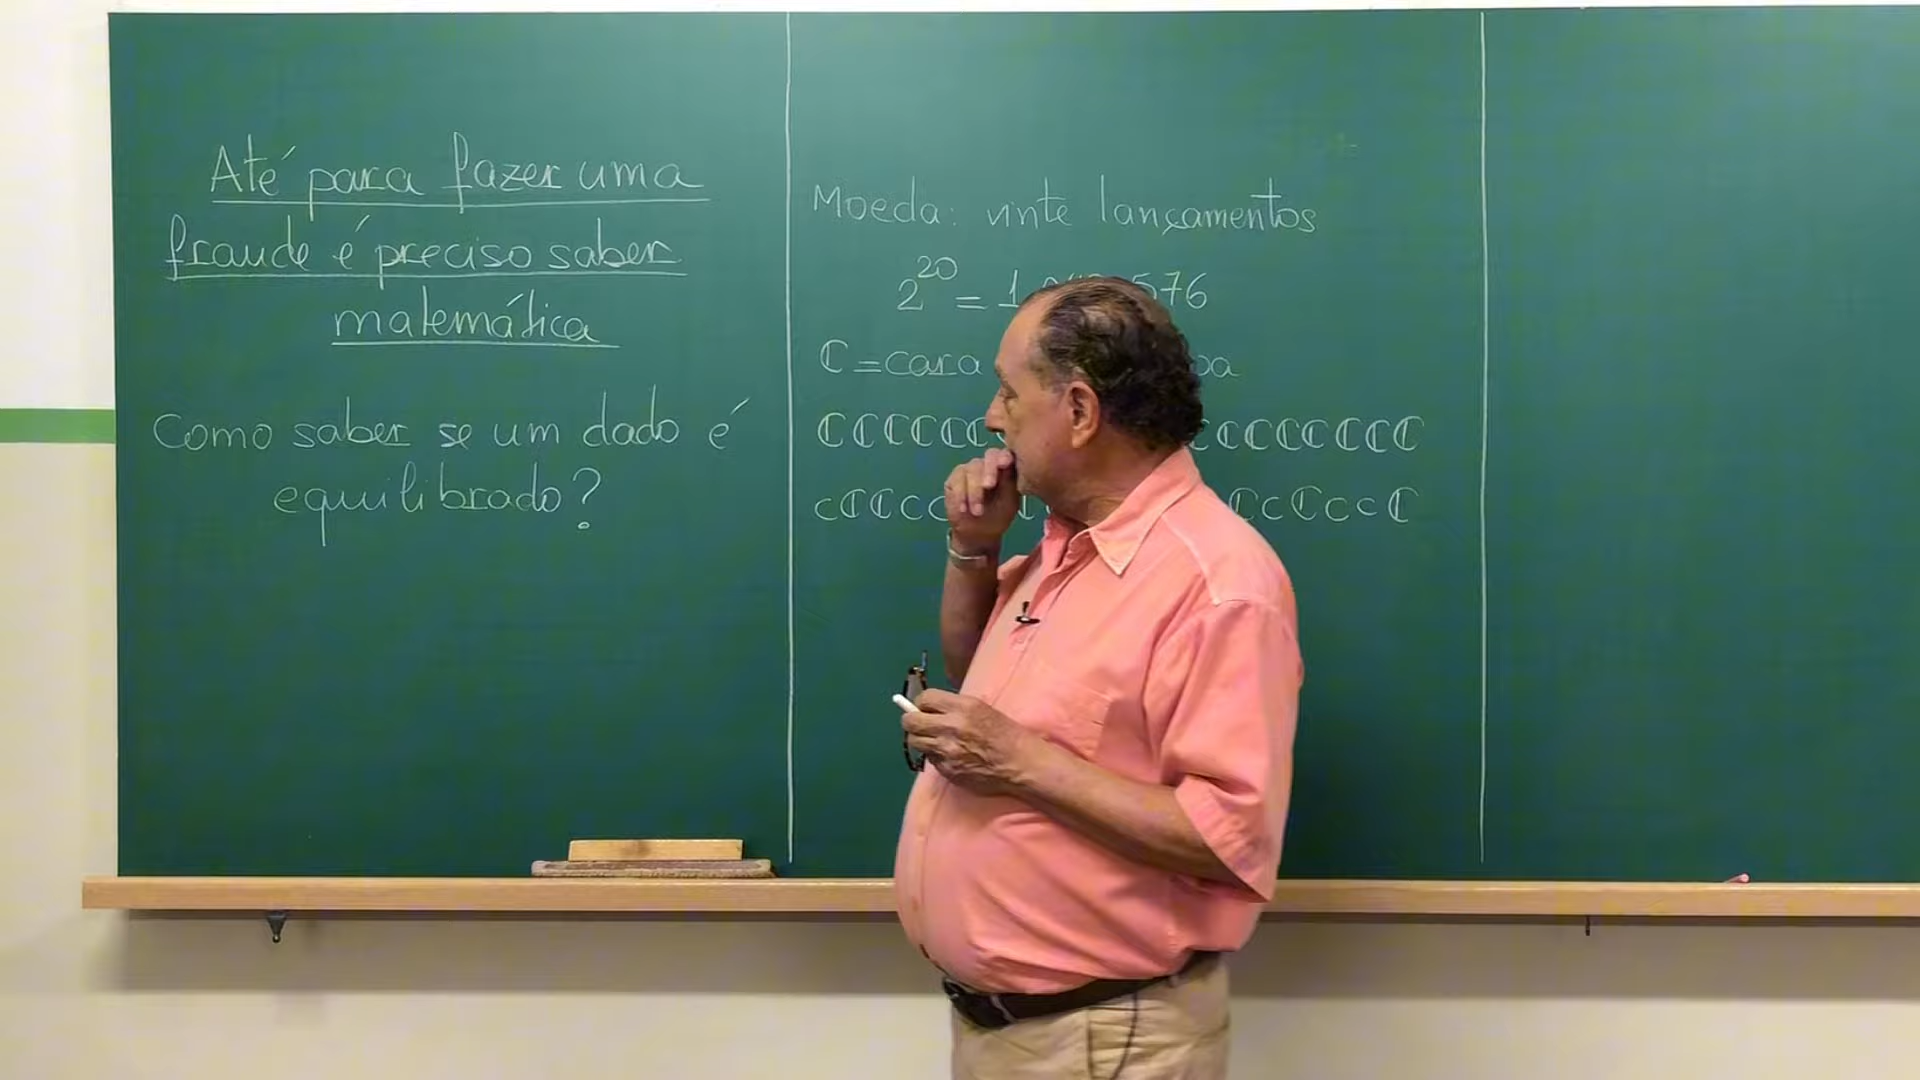 Até para fazer uma
fraude é preciso saber
matemática
Como saber se um dado é
equilibrado?
Moeda: vinte lançamentos
2^20 = 1 576
C=cara
CCCCCC CCCCCCCC
cCCcc CcCcccC